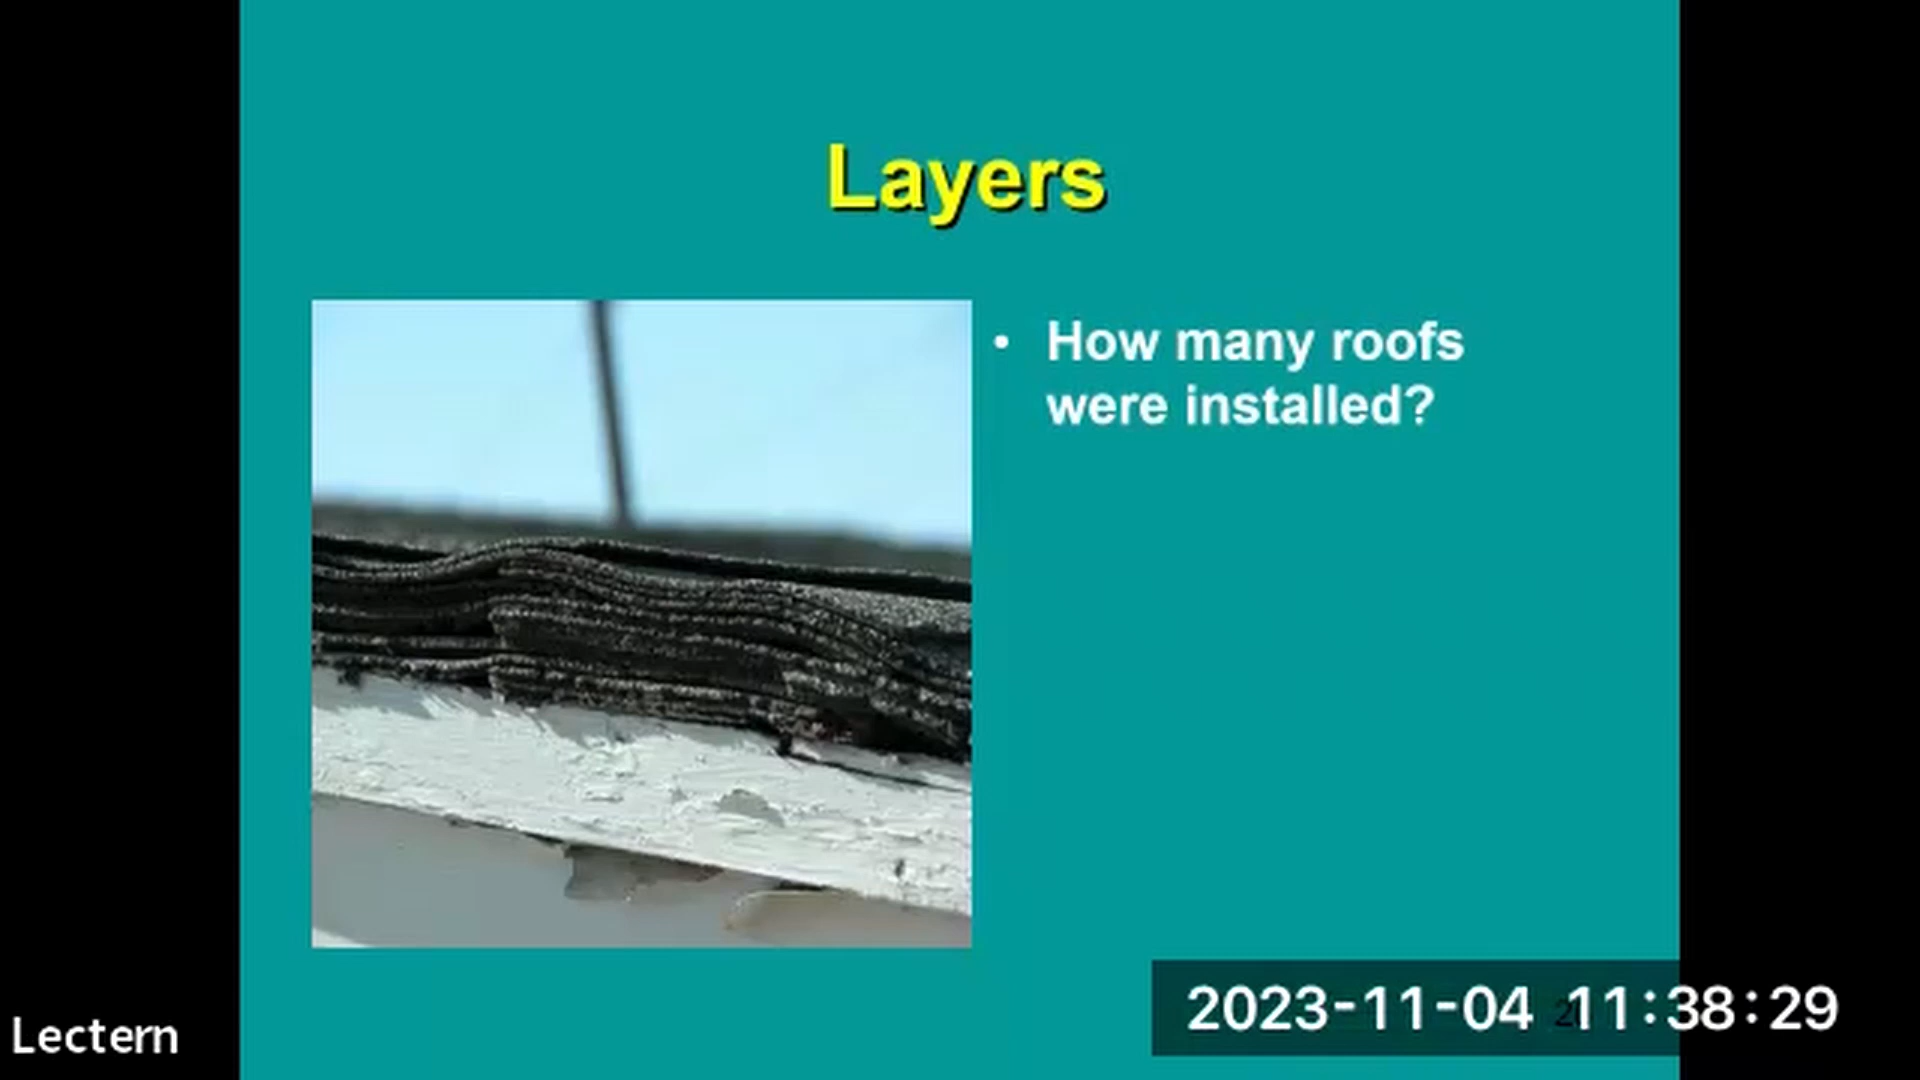 Layers
• How many roofs
were installed?
2023-11-04 11:38:29
Lectern